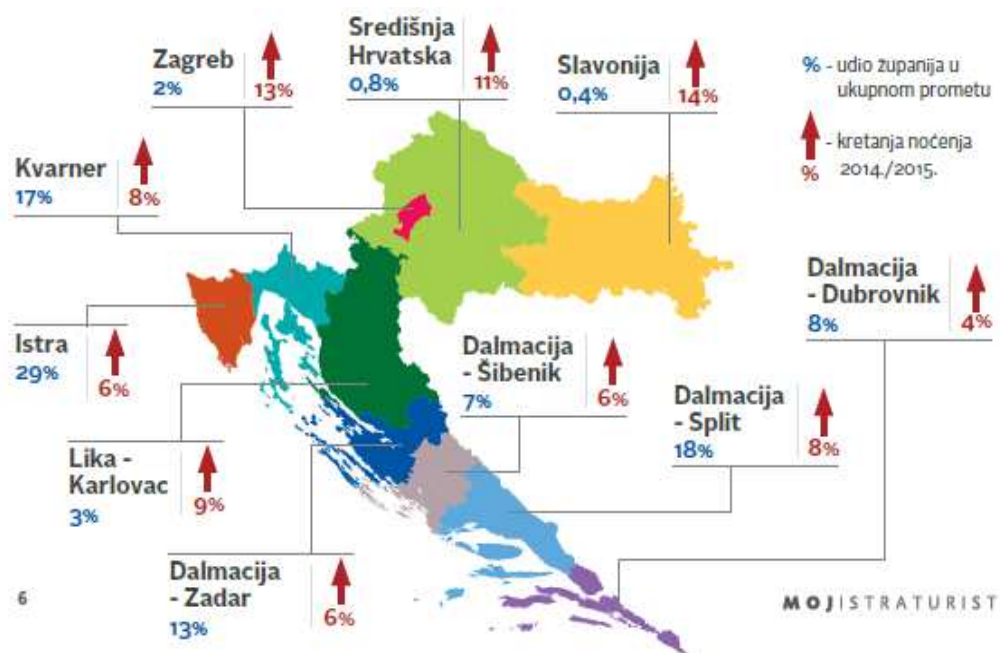 Zagreb
2%
13%
Središnja
Hrvatska
0,8%
11%
Slavonija
0,4%
14%
% - udio županija u
ukupnom prometu
% - kretanja noćenja
2014./2015.
Kvarner
17%
8%
Istra
29%
6%
Lika -
Karlovac
3%
9%
Dalmacija
- Zadar
13%
6%
Dalmacija
- Šibenik
7%
6%
Dalmacija
- Split
18%
8%
Dalmacija
- Dubrovnik
8%
4%
6
MOJISTRATURIST